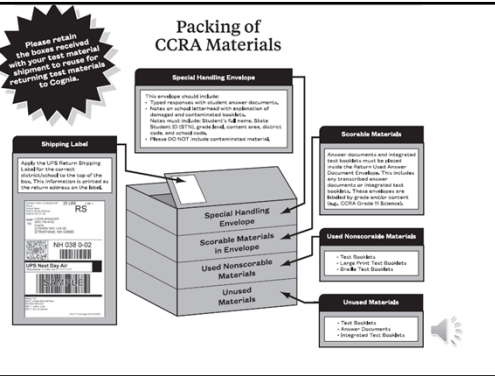 Please retain
the boxes received
with your test material
shipment to reuse for
returning test materials
to Cognia.
Packing of
CCRA Materials
Special Handling Envelope
This envelope should include:
• Typed responses with student answer documents.
• Notes on school letterhead with explanation of
damaged and contaminated booklets.
Notes must include: Student's full name, State
Student ID (STN), grade level, content area, district
code, and school code.
• Please DO NOT include contaminated material.
Shipping Label
Apply the UPS Return Shipping
Label for the correct
district/school to the top of the
box. This information is printed as
the return address on the label.
RS
NH 038 0-02
UPS Next Day Air
SAMPLE
Scorable Materials
Answer documents and integrated
test booklets must be placed
inside the Return Used Answer
Document Envelope. This includes
any transcribed answer
documents or integrated test
booklets. These envelopes are
labeled by grade and/or content
(e.g., CCRA Grade 11 Science).
Special Handling
Envelope
Scorable Materials
in Envelope
Used Nonscorable
Materials
Unused
Materials
Used Nonscorable Materials
• Test Booklets
• Large Print Test Booklets
• Braille Test Booklets
Unused Materials
• Test Booklets
• Answer Documents
• Integrated Test Booklets